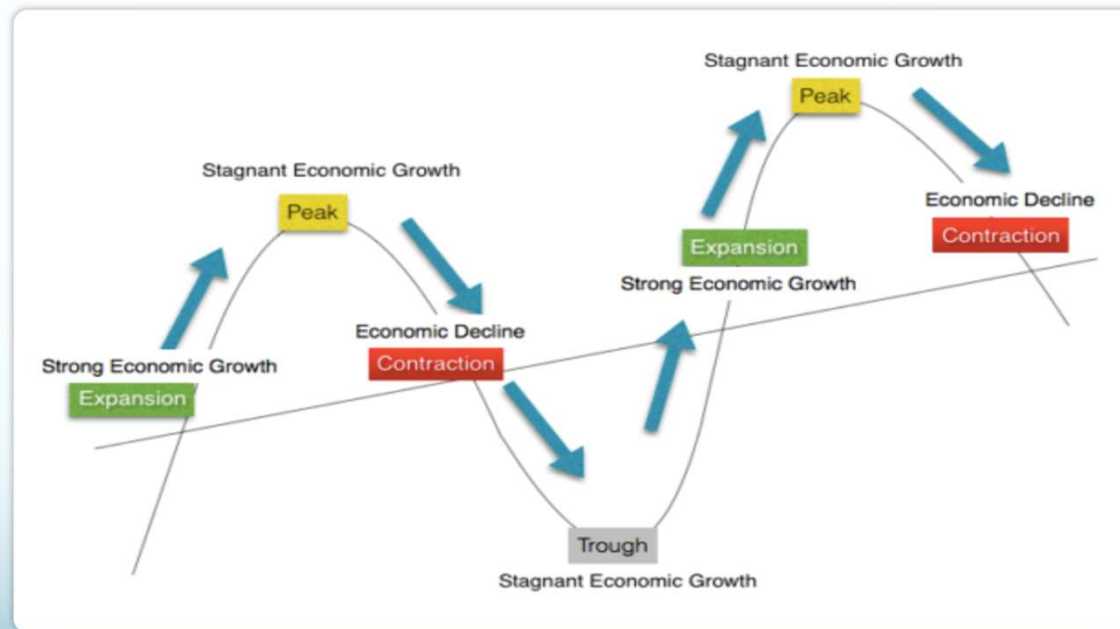 Stagnant Economic Growth
Peak
Stagnant Economic Growth
Peak
Economic Decline
Contraction
Expansion
Strong Economic Growth
Economic Decline
Contraction
Strong Economic Growth
Expansion
Trough
Stagnant Economic Growth